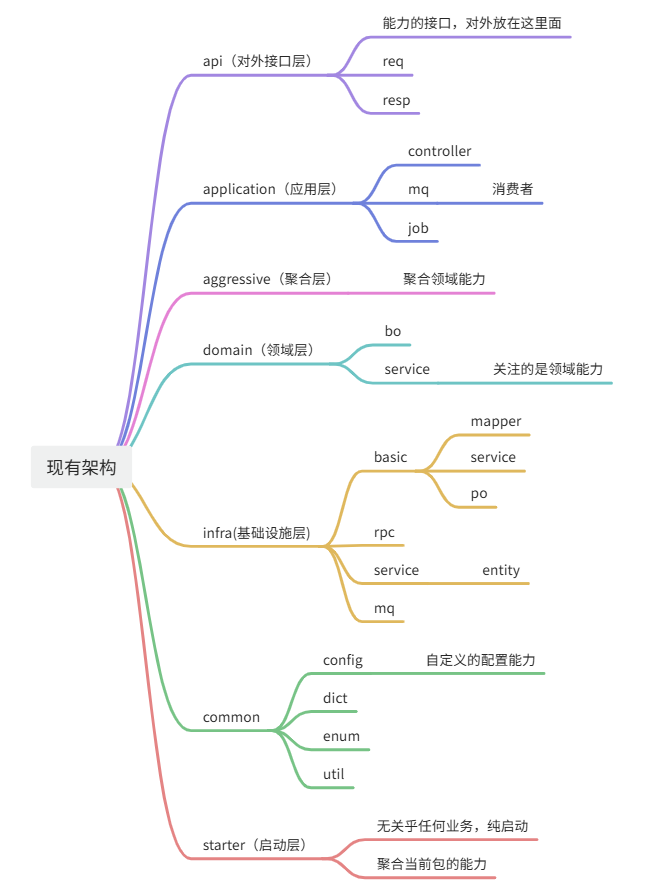 现有架构
api（对外接口层）
能力的接口，对外放在这里面
req
resp
application（应用层）
controller
mq
消费者
job
aggressive（聚合层）
聚合领域能力
domain（领域层）
bo
service
关注的是领域能力
infra(基础设施层)
basic
mapper
service
po
rpc
service
entity
mq
common
config
自定义的配置能力
dict
enum
util
starter（启动层）
无关乎任何业务，纯启动
聚合当前包的能力